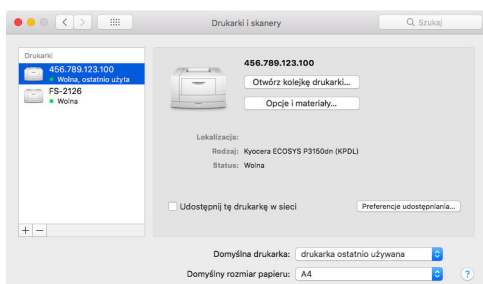 Drukarki i skanery
Szukaj
Drukarki
456.789.123.100
Wolna, ostatnio użyta
FS-2126
Wolna
456.789.123.100
Otwórz kolejkę drukarki...
Opcje i materiały...
Lokalizacja:
Rodzaj: Kyocera ECOSYS P3150dn (KPDL)
Status: Wolna
Udostępnij tę drukarkę w sieci
Preferencje udostępniania...
+ −
Domyślna drukarka: drukarka ostatnio używana
Domyślny rozmiar papieru: A4
?